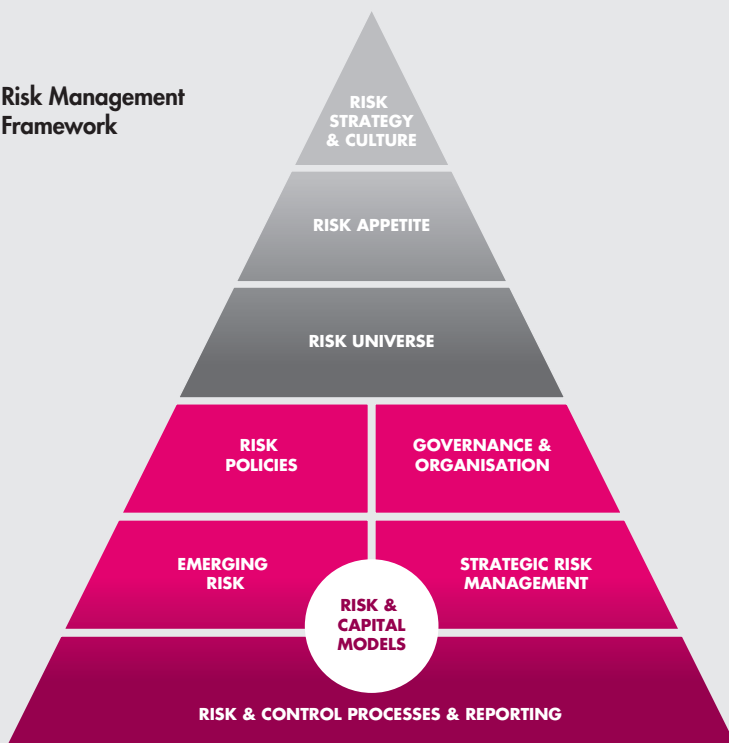 Risk Management
Framework
RISK
STRATEGY
& CULTURE
RISK APPETITE
RISK UNIVERSE
RISK
POLICIES
GOVERNANCE &
ORGANISATION
EMERGING
RISK
STRATEGIC RISK
MANAGEMENT
RISK &
CAPITAL
MODELS
RISK & CONTROL PROCESSES & REPORTING